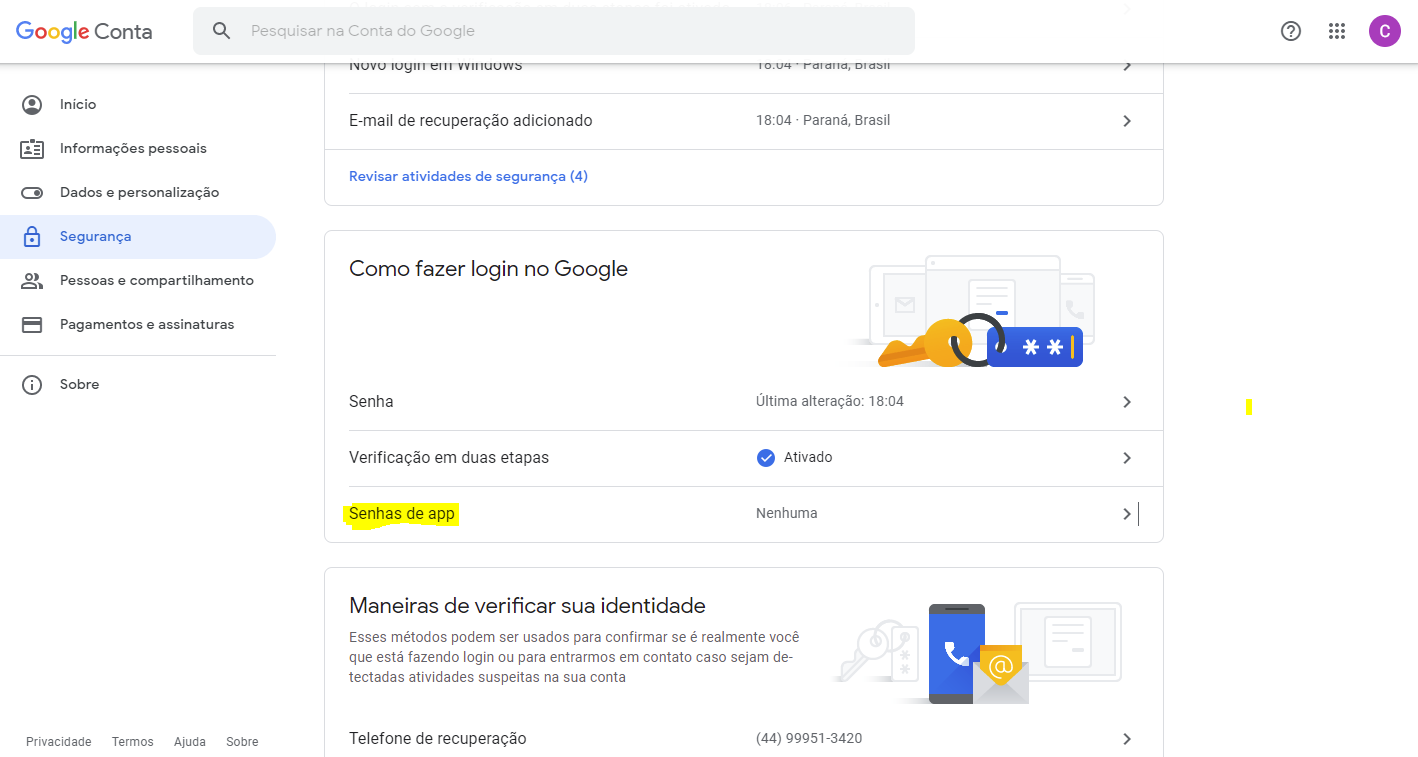 Google Conta
Pesquisar na Conta do Google
C
Início
Informações pessoais
Dados e personalização
Segurança
Pessoas e compartilhamento
Pagamentos e assinaturas
Sobre
Novo login em Windows 18:04 · Paraná, Brasil
E-mail de recuperação adicionado 18:04 · Paraná, Brasil
Revisar atividades de segurança (4)
Como fazer login no Google
Senha Última alteração: 18:04
Verificação em duas etapas Ativado
Senhas de app Nenhuma
Maneiras de verificar sua identidade
Esses métodos podem ser usados para confirmar se é realmente você
que está fazendo login ou para entrarmos em contato caso sejam de-
tectadas atividades suspeitas na sua conta
Telefone de recuperação (44) 99951-3420
Privacidade Termos Ajuda Sobre